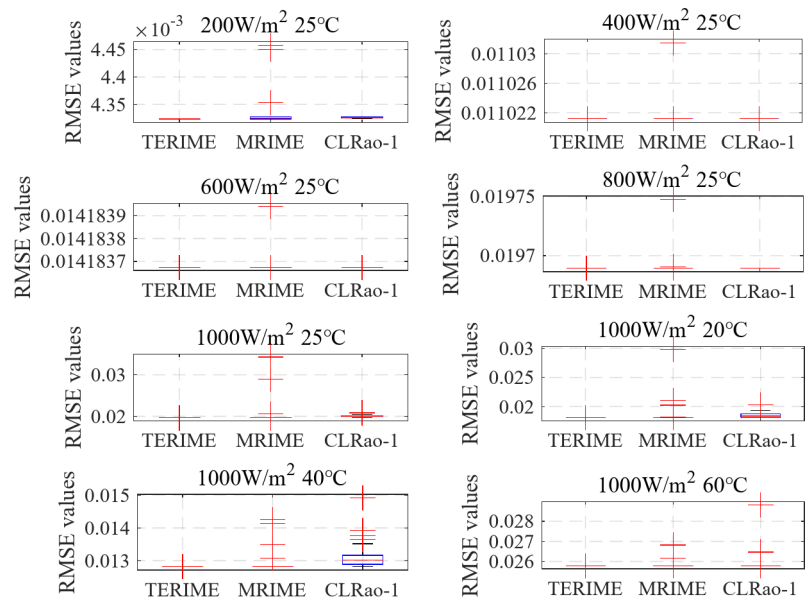 200W/m² 25℃
× 10⁻³
4.45
4.4
4.35
RMSE values
TERIME MRIME CLRao-1
400W/m² 25℃
0.01103
0.011026
0.011022
RMSE values
TERIME MRIME CLRao-1
600W/m² 25℃
0.0141839
0.0141838
0.0141837
RMSE values
TERIME MRIME CLRao-1
800W/m² 25℃
0.01975
0.0197
RMSE values
TERIME MRIME CLRao-1
1000W/m² 25℃
0.03
0.02
RMSE values
TERIME MRIME CLRao-1
1000W/m² 20℃
0.03
0.025
0.02
RMSE values
TERIME MRIME CLRao-1
1000W/m² 40℃
0.015
0.014
0.013
RMSE values
TERIME MRIME CLRao-1
1000W/m² 60℃
0.028
0.027
0.026
RMSE values
TERIME MRIME CLRao-1